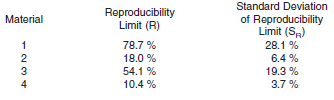 Material Reproducibility Limit (R) Standard Deviation of Reproducibility Limit (SR)
1 78.7 % 28.1 %
2 18.0 % 6.4 %
3 54.1 % 19.3 %
4 10.4 % 3.7 %